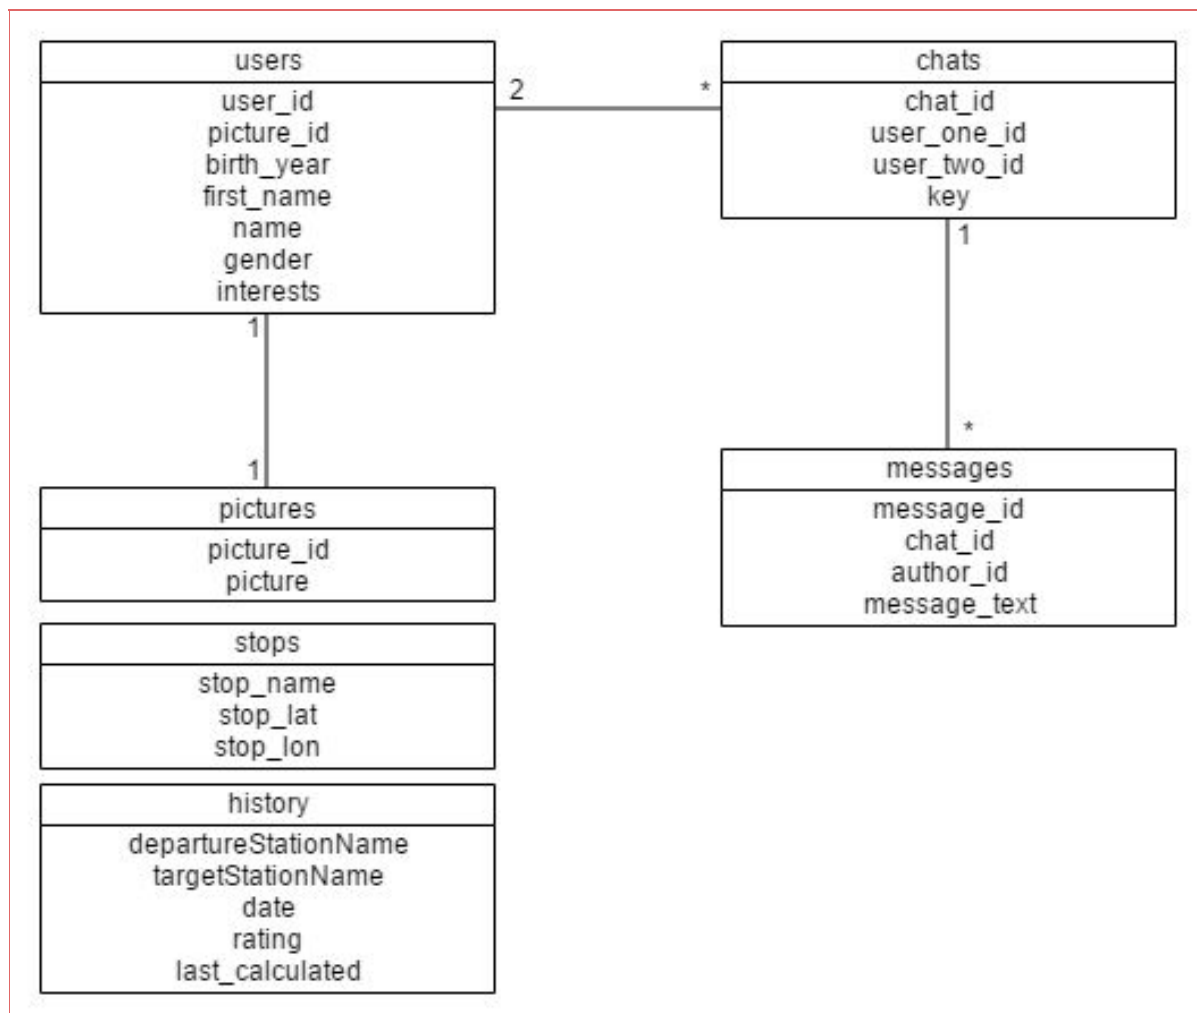 users
user_id
picture_id
birth_year
first_name
name
gender
interests
2
*
chats
chat_id
user_one_id
user_two_id
key
1
*
messages
message_id
chat_id
author_id
message_text
1
1
pictures
picture_id
picture
stops
stop_name
stop_lat
stop_lon
history
departureStationName
targetStationName
date
rating
last_calculated